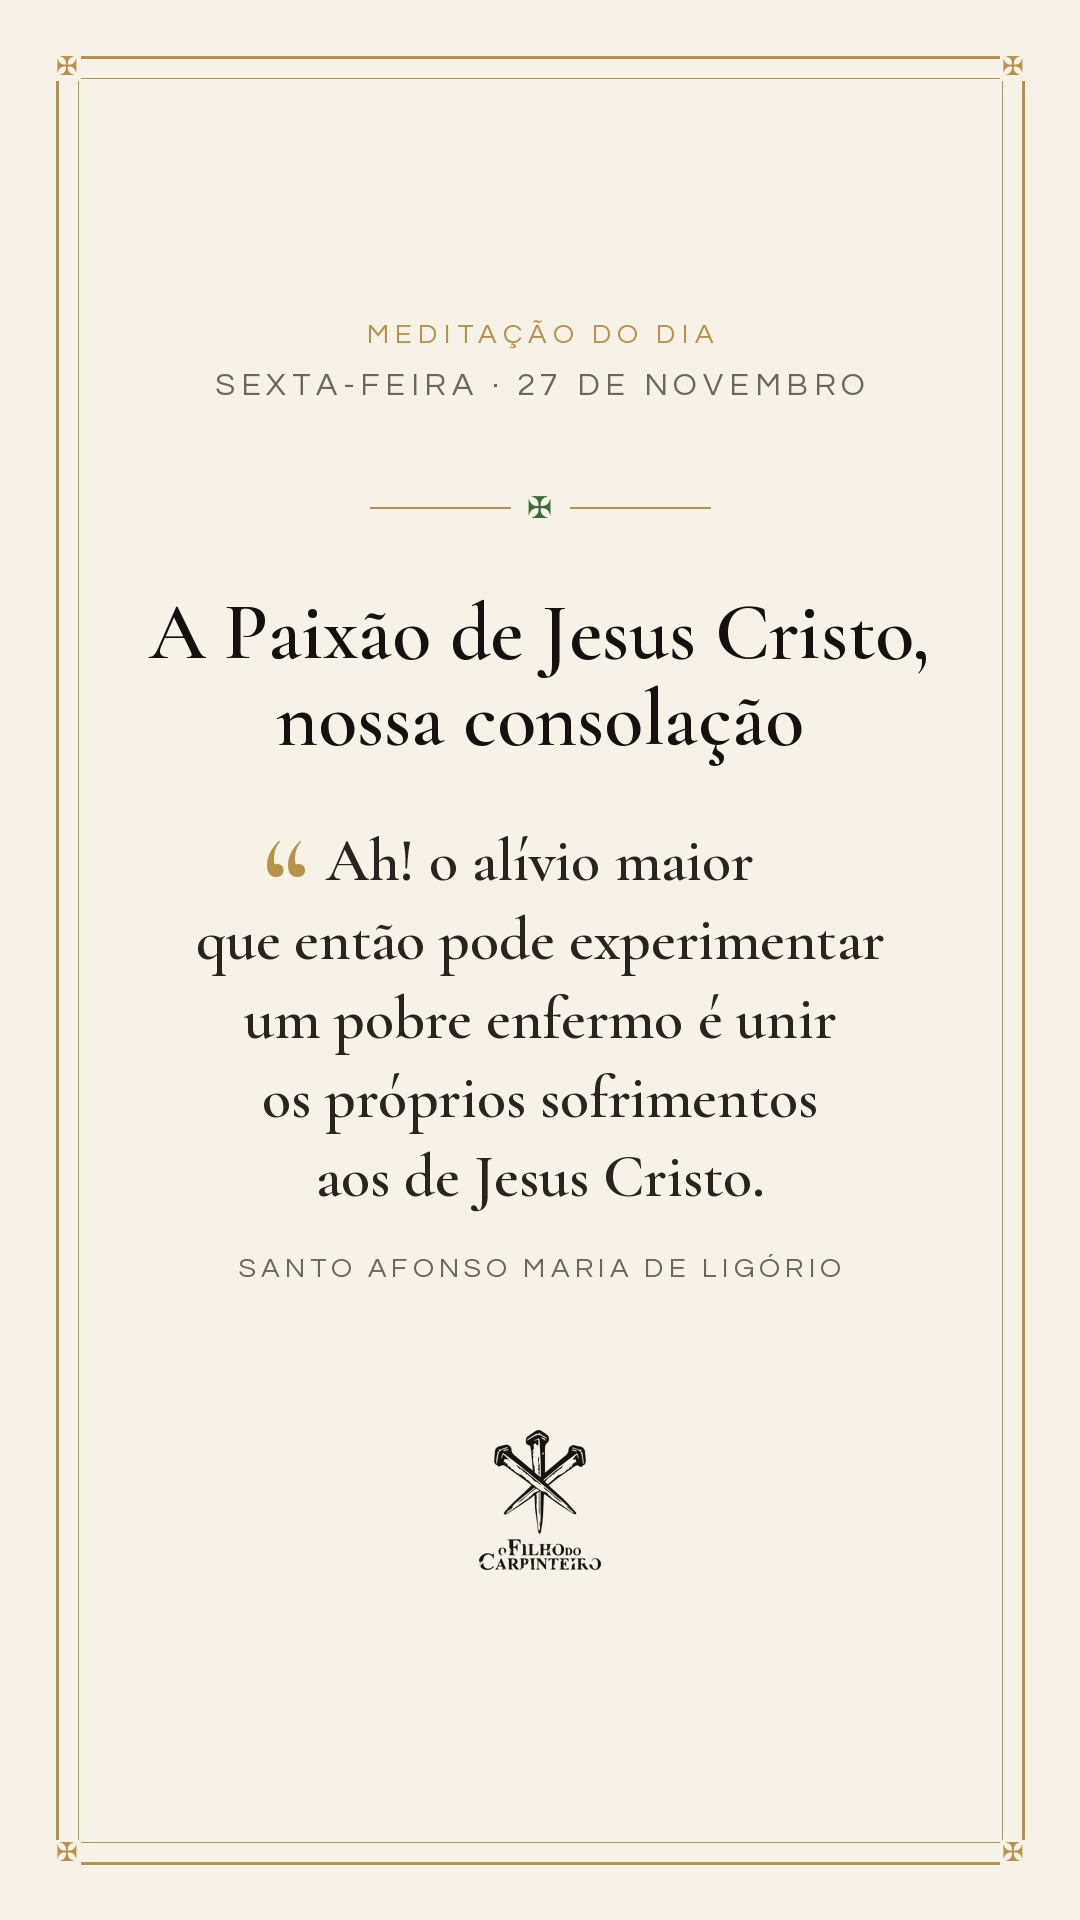 MEDITAÇÃO DO DIA
SEXTA-FEIRA · 27 DE NOVEMBRO
A Paixão de Jesus Cristo,
nossa consolação
“ Ah! o alívio maior
que então pode experimentar
um pobre enfermo é unir
os próprios sofrimentos
aos de Jesus Cristo.
SANTO AFONSO MARIA DE LIGÓRIO
O FILHO DO
CARPINTEIRO